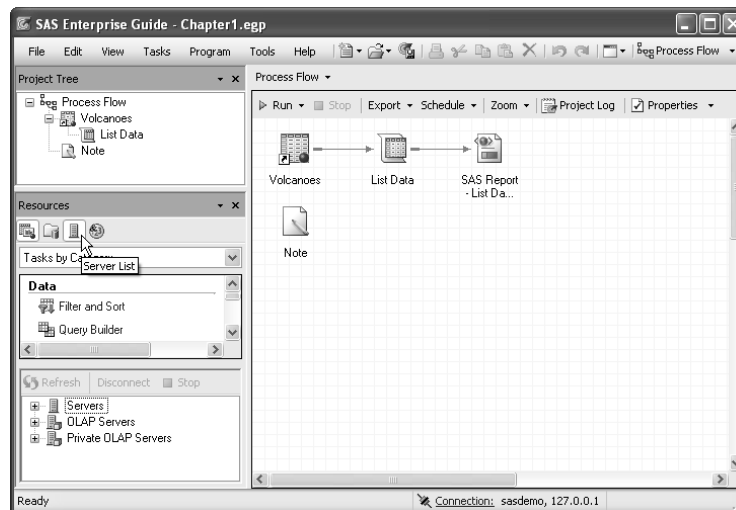 SAS Enterprise Guide - Chapter1.egp
File Edit View Tasks Program Tools Help Process Flow
Project Tree
Process Flow
Volcanoes
List Data
Note
Resources
Tasks by Ca
Server List
Data
Filter and Sort
Query Builder
Refresh Disconnect Stop
Servers
OLAP Servers
Private OLAP Servers
Process Flow
Run Stop Export Schedule Zoom Project Log Properties
Volcanoes List Data SAS Report
- List Da...
Note
Ready Connection: sasdemo, 127.0.0.1